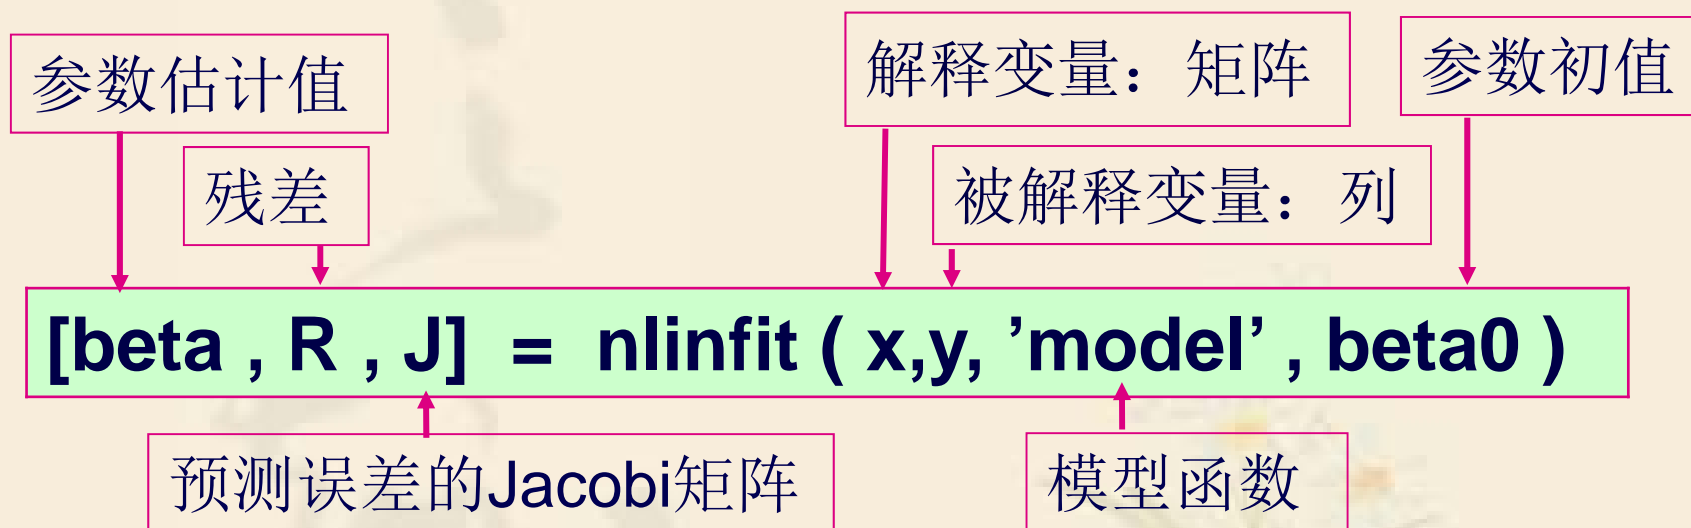 参数估计值
解释变量：矩阵
参数初值
残差
被解释变量：列
[beta , R , J] = nlinfit ( x,y, ’model’ , beta0 )
预测误差的Jacobi矩阵
模型函数